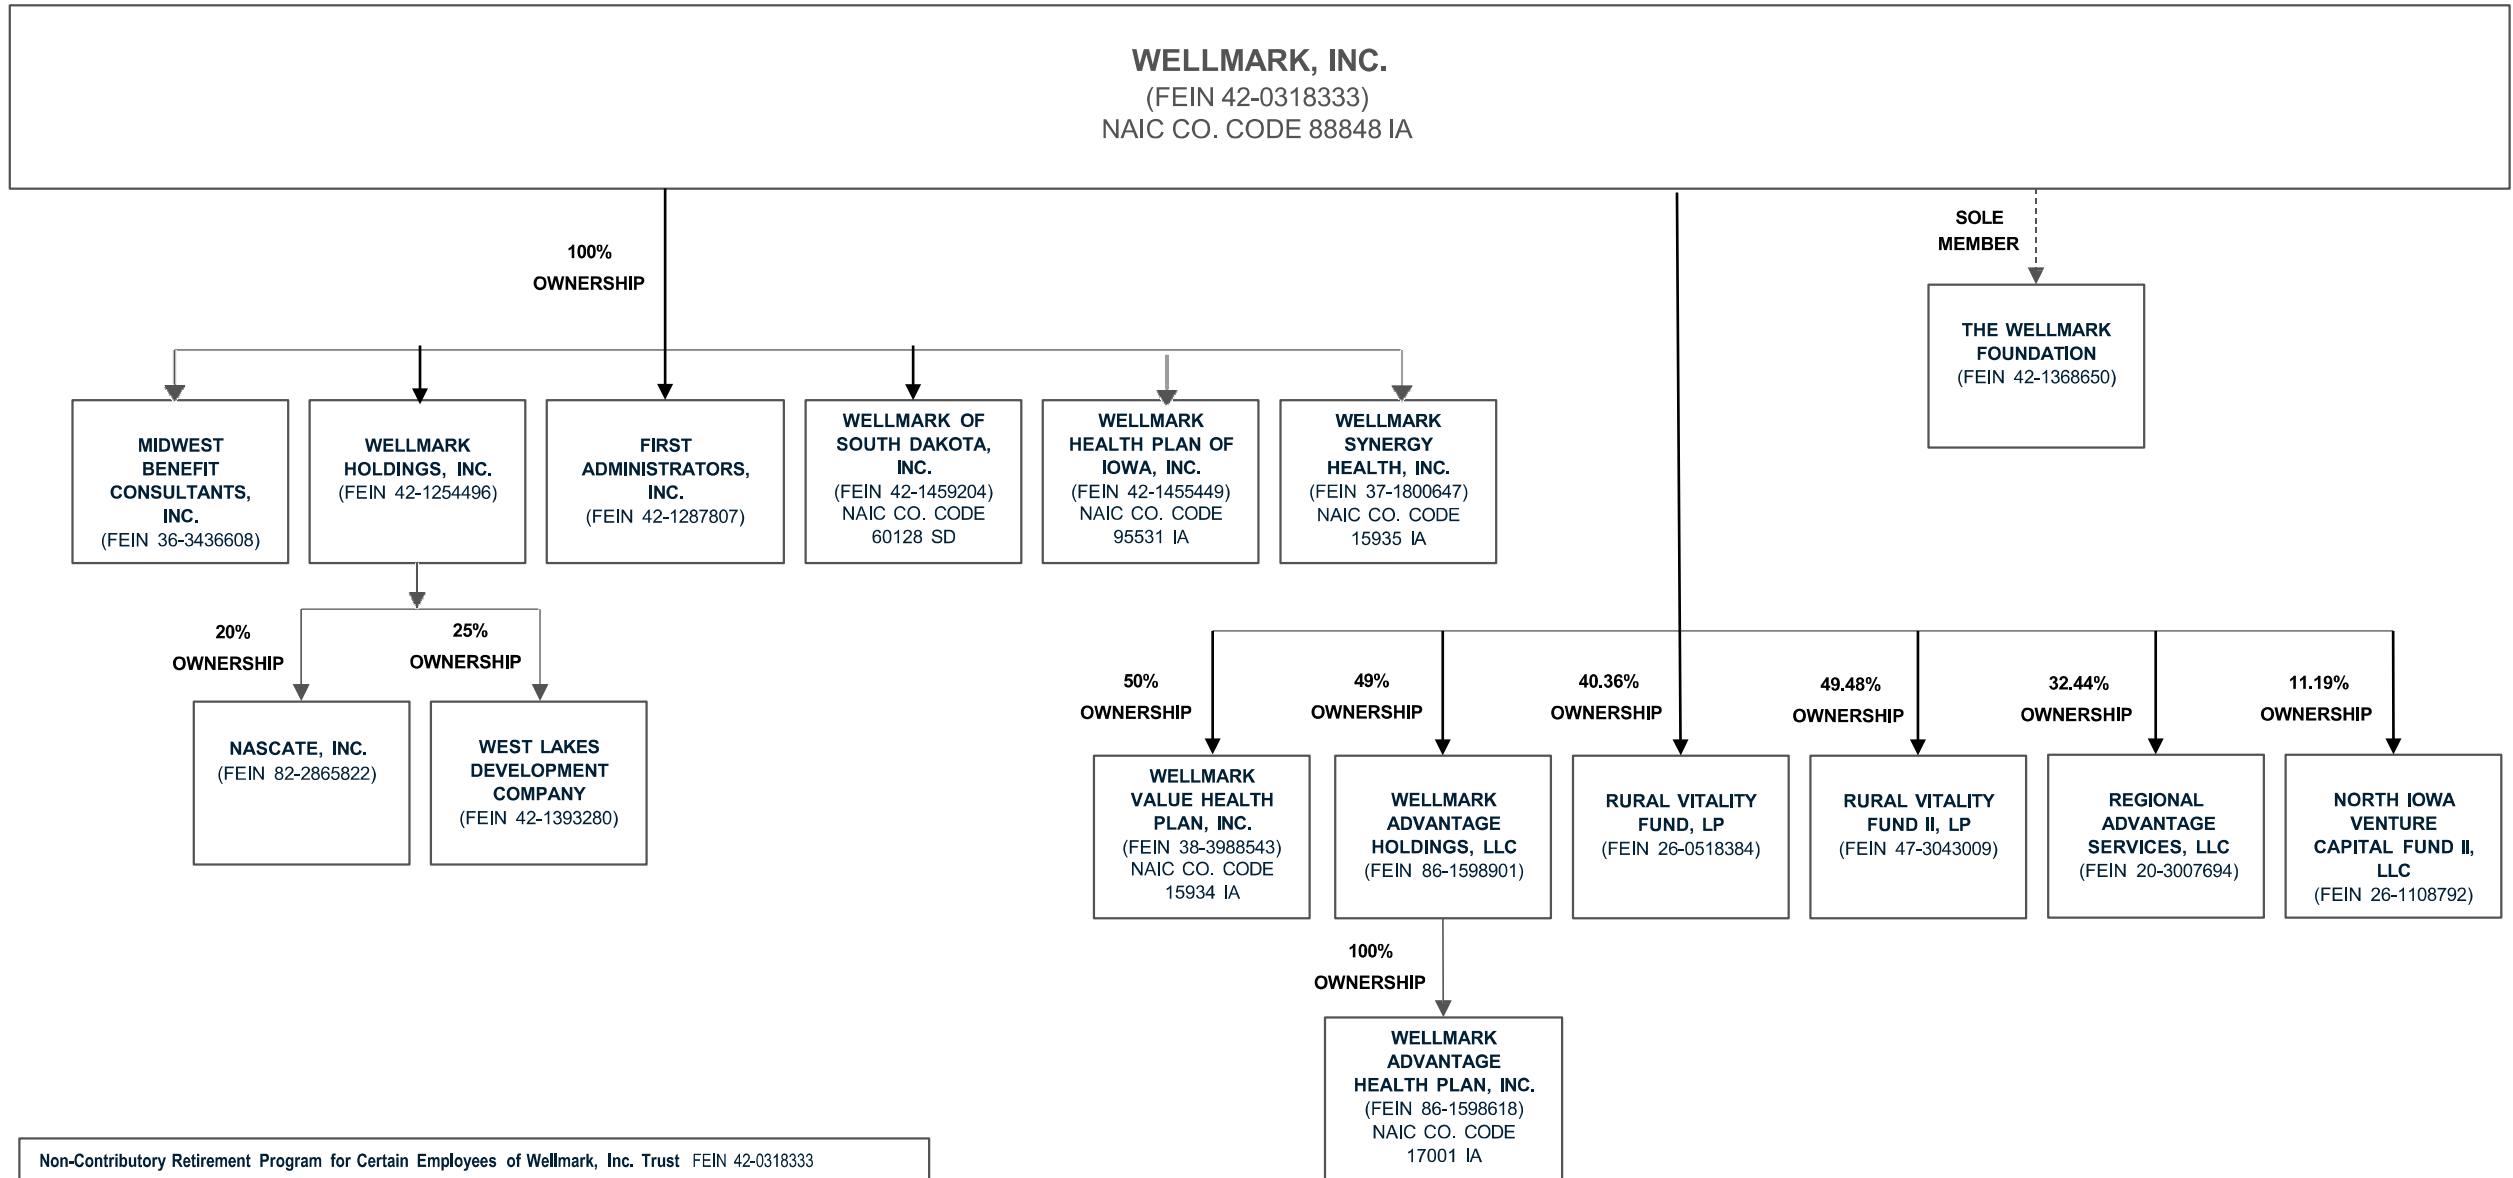 WELLMARK, INC.
(FEIN 42-0318333)
NAIC CO. CODE 88848 IA
SOLE
MEMBER
100%
OWNERSHIP
THE WELLMARK
FOUNDATION
(FEIN 42-1368650)
MIDWEST
BENEFIT
CONSULTANTS,
INC.
(FEIN 36-3436608)
WELLMARK
HOLDINGS, INC.
(FEIN 42-1254496)
FIRST
ADMINISTRATORS,
INC.
(FEIN 42-1287807)
WELLMARK OF
SOUTH DAKOTA,
INC.
(FEIN 42-1459204)
NAIC CO. CODE
60128 SD
WELLMARK
HEALTH PLAN OF
IOWA, INC.
(FEIN 42-1455449)
NAIC CO. CODE
95531 IA
WELLMARK
SYNERGY
HEALTH, INC.
(FEIN 37-1800647)
NAIC CO. CODE
15935 IA
20%
OWNERSHIP
25%
OWNERSHIP
50%
OWNERSHIP
49%
OWNERSHIP
40.36%
OWNERSHIP
49.48%
OWNERSHIP
32.44%
OWNERSHIP
11.19%
OWNERSHIP
NASCATE, INC.
(FEIN 82-2865822)
WEST LAKES
DEVELOPMENT
COMPANY
(FEIN 42-1393280)
WELLMARK
VALUE HEALTH
PLAN, INC.
(FEIN 38-3988543)
NAIC CO. CODE
15934 IA
WELLMARK
ADVANTAGE
HOLDINGS, LLC
(FEIN 86-1598901)
RURAL VITALITY
FUND, LP
(FEIN 26-0518384)
RURAL VITALITY
FUND II, LP
(FEIN 47-3043009)
REGIONAL
ADVANTAGE
SERVICES, LLC
(FEIN 20-3007694)
NORTH IOWA
VENTURE
CAPITAL FUND II,
LLC
(FEIN 26-1108792)
100%
OWNERSHIP
WELLMARK
ADVANTAGE
HEALTH PLAN, INC.
(FEIN 86-1598618)
NAIC CO. CODE
17001 IA
Non-Contributory Retirement Program for Certain Employees of Wellmark, Inc. Trust FEIN 42-0318333